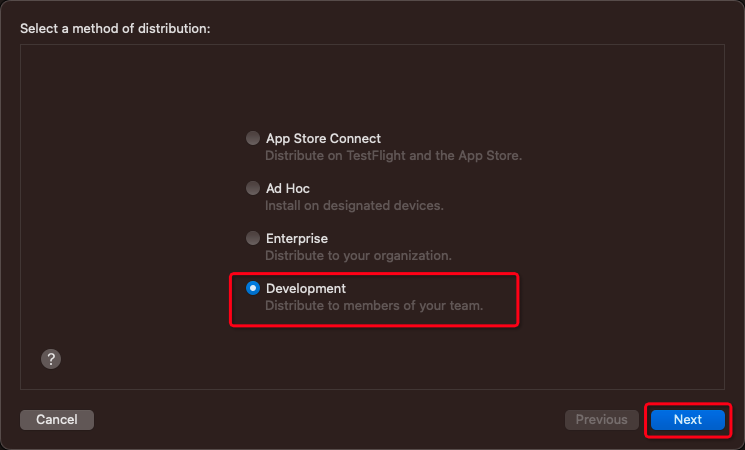 Select a method of distribution:
App Store Connect
Distribute on TestFlight and the App Store.
Ad Hoc
Install on designated devices.
Enterprise
Distribute to your organization.
Development
Distribute to members of your team.
?
Cancel
Previous
Next